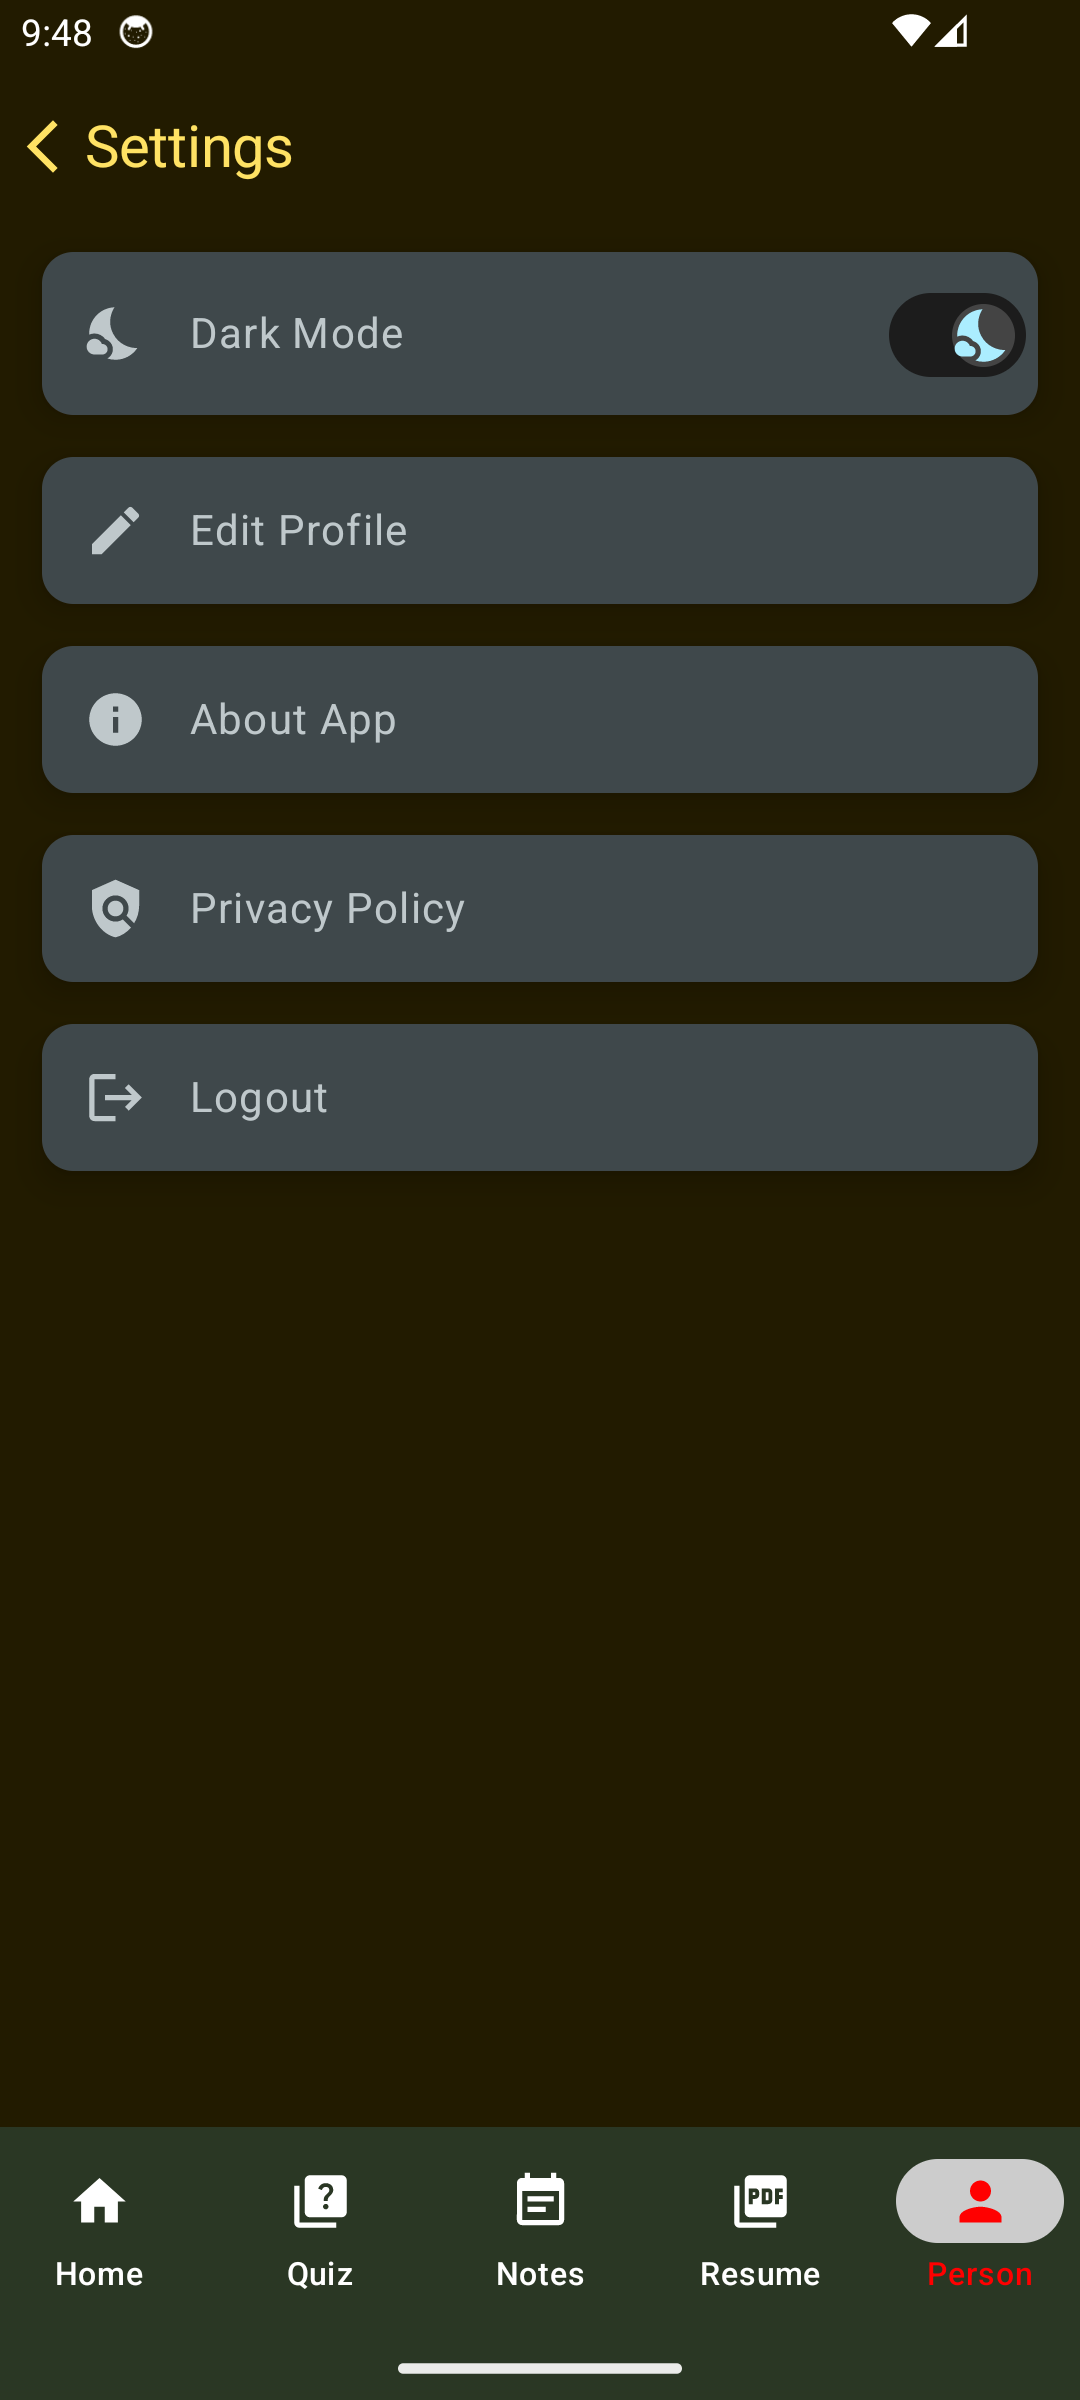 9:48
Settings
Dark Mode
Edit Profile
About App
Privacy Policy
Logout
?
PDF
Home
Quiz
Notes
Resume
Person